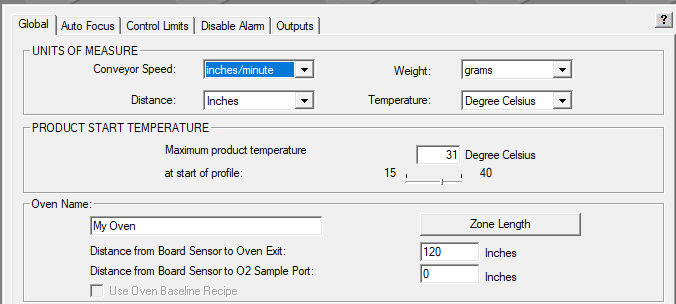 Global Auto Focus Control Limits Disable Alarm Outputs ?
UNITS OF MEASURE
Conveyor Speed: inches/minute Weight: grams
Distance: Inches Temperature: Degree Celsius
PRODUCT START TEMPERATURE
Maximum product temperature 31 Degree Celsius
at start of profile: 15 40
Oven Name:
My Oven Zone Length
Distance from Board Sensor to Oven Exit: 120 Inches
Distance from Board Sensor to O2 Sample Port: 0 Inches
Use Oven Baseline Recipe